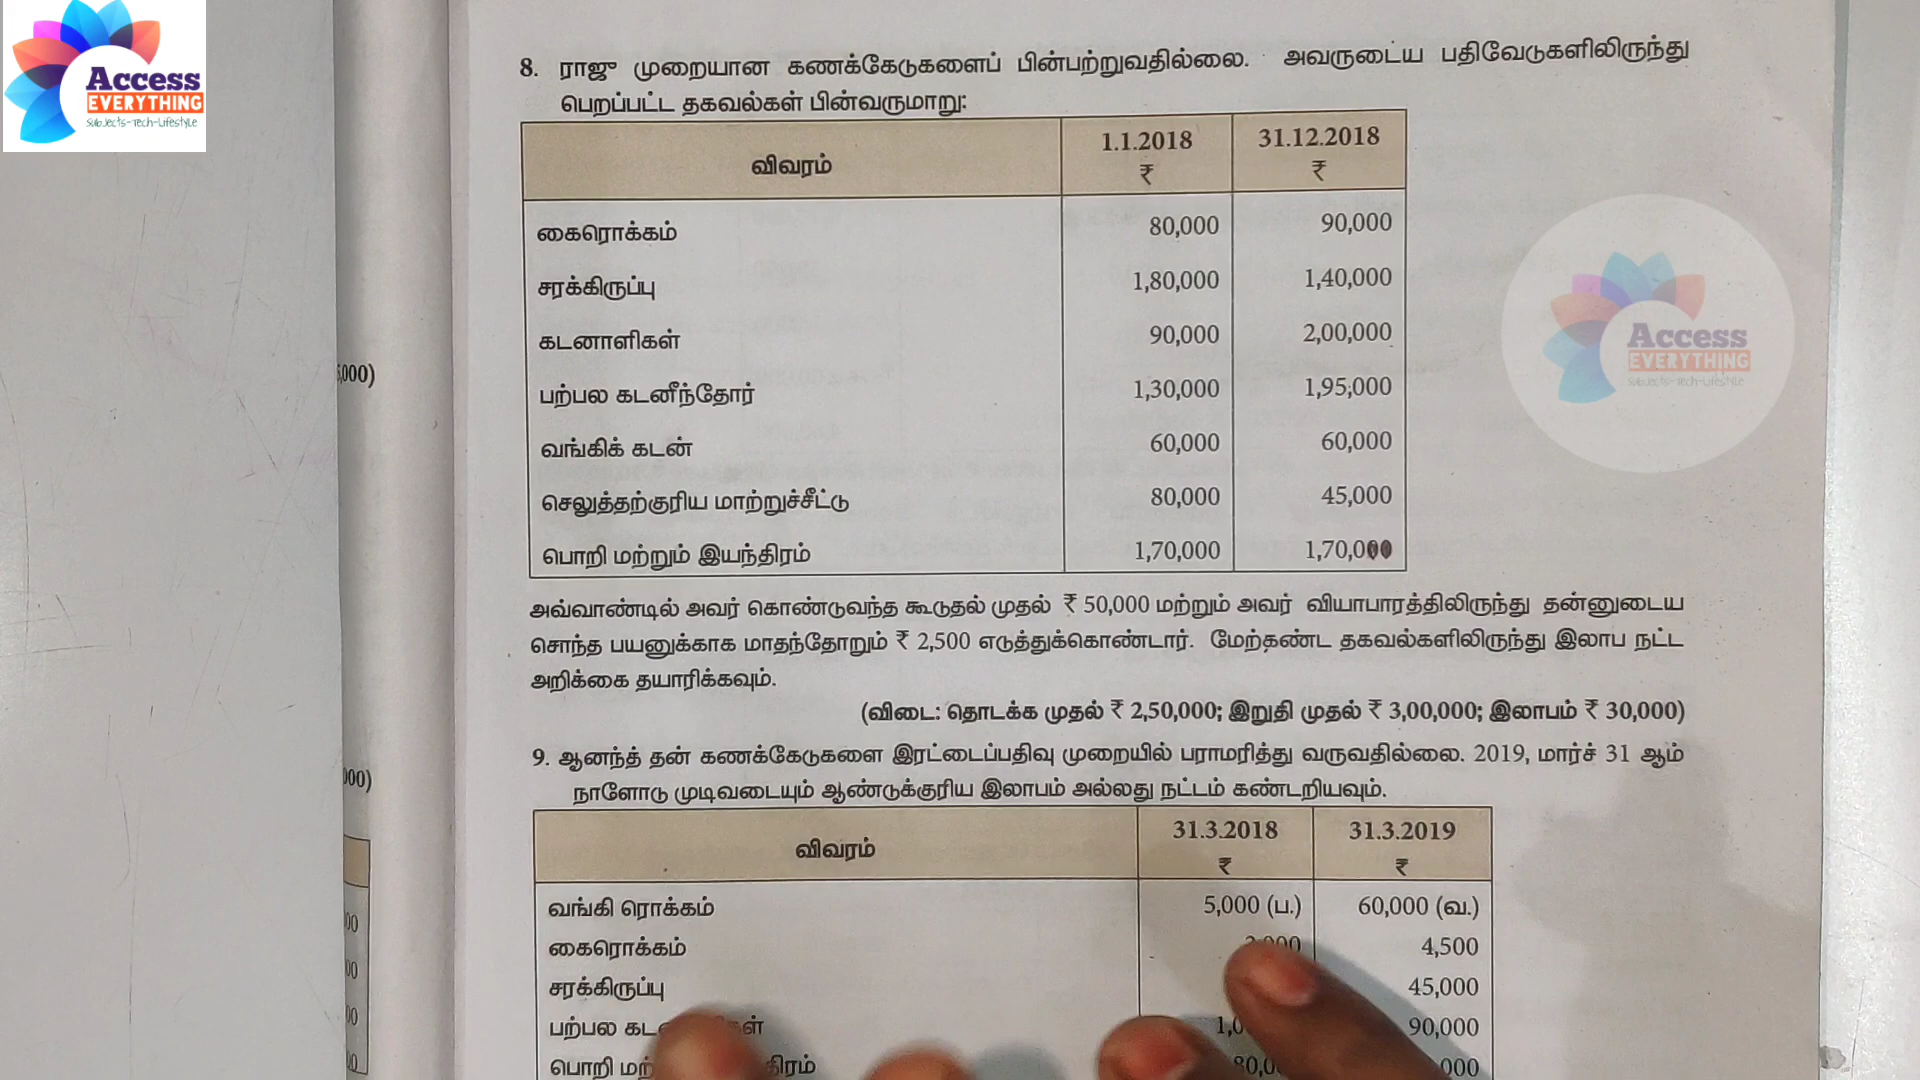 Access
EVERYTHING
Subjects-Tech-Lifestyle
8. ராஜு முறையான கணக்கேடுகளைப் பின்பற்றுவதில்லை. அவருடைய பதிவேடுகளிலிருந்து
பெறப்பட்ட தகவல்கள் பின்வருமாறு:
விவரம் 1.1.2018 ₹ 31.12.2018 ₹
கைரொக்கம் 80,000 90,000
சரக்கிருப்பு 1,80,000 1,40,000
கடனாளிகள் 90,000 2,00,000
பற்பல கடனீந்தோர் 1,30,000 1,95,000
வங்கிக் கடன் 60,000 60,000
செலுத்தற்குரிய மாற்றுச்சீட்டு 80,000 45,000
பொறி மற்றும் இயந்திரம் 1,70,000 1,70,000
அவ்வாண்டில் அவர் கொண்டுவந்த கூடுதல் முதல் ₹ 50,000 மற்றும் அவர் வியாபாரத்திலிருந்து தன்னுடைய
சொந்த பயனுக்காக மாதந்தோறும் ₹ 2,500 எடுத்துக்கொண்டார். மேற்கண்ட தகவல்களிலிருந்து இலாப நட்ட
அறிக்கை தயாரிக்கவும்.
(விடை: தொடக்க முதல் ₹ 2,50,000; இறுதி முதல் ₹ 3,00,000; இலாபம் ₹ 30,000)
9. ஆனந்த் தன் கணக்கேடுகளை இரட்டைப்பதிவு முறையில் பராமரித்து வருவதில்லை. 2019, மார்ச் 31 ஆம்
நாளோடு முடிவடையும் ஆண்டுக்குரிய இலாபம் அல்லது நட்டம் கண்டறியவும்.
விவரம் 31.3.2018 ₹ 31.3.2019 ₹
வங்கி ரொக்கம் 5,000 (ப.) 60,000 (வ.)
கைரொக்கம் 4,500
சரக்கிருப்பு 45,000
பற்பல 90,000
பொறி
Access
EVERYTHING
Subjects-Tech-Lifestyle